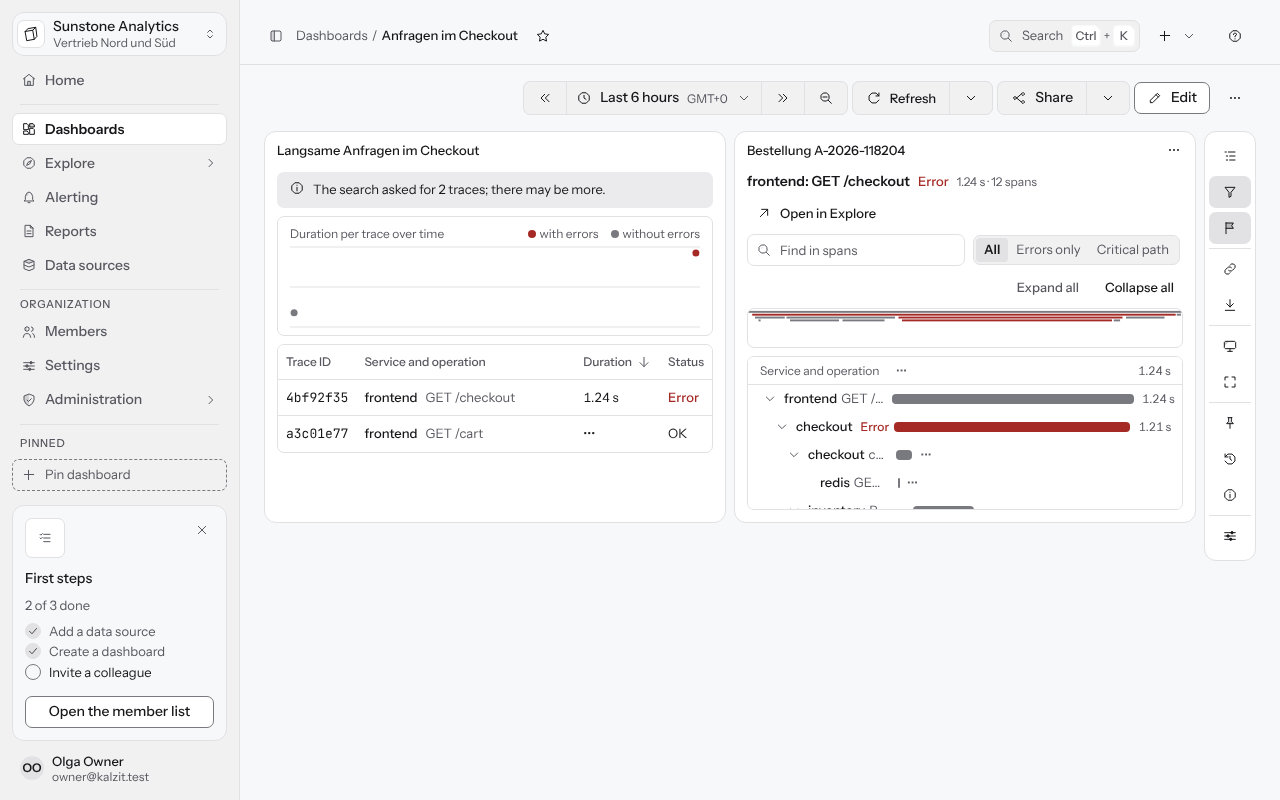 Sunstone Analytics
Vertrieb Nord und Süd
Home
Dashboards
Explore
Alerting
Reports
Data sources
ORGANIZATION
Members
Settings
Administration
PINNED
Pin dashboard
First steps
2 of 3 done
Add a data source
Create a dashboard
Invite a colleague
Open the member list
OO
Olga Owner
owner@kalzit.test
Dashboards / Anfragen im Checkout
Search Ctrl + K
Last 6 hours GMT+0
Refresh
Share
Edit
Langsame Anfragen im Checkout
The search asked for 2 traces; there may be more.
Duration per trace over time
with errors
without errors
Trace ID Service and operation Duration Status
4bf92f35 frontend GET /checkout 1.24 s Error
a3c01e77 frontend GET /cart ... OK
Bestellung A-2026-118204
frontend: GET /checkout Error 1.24 s · 12 spans
Open in Explore
Find in spans
All Errors only Critical path
Expand all Collapse all
Service and operation ... 1.24 s
frontend GET /... 1.24 s
checkout Error 1.21 s
checkout c... ...
redis GE... ...